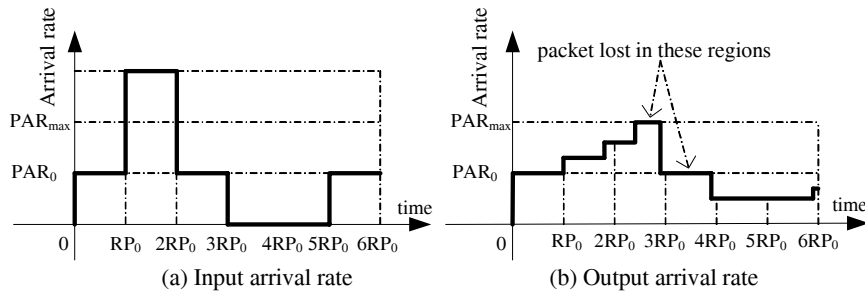 Arrival rate
PAR_max
PAR_0
0
RP_0 2RP_0 3RP_0 4RP_0 5RP_0 6RP_0
time
(a) Input arrival rate
Arrival rate
packet lost in these regions
PAR_max
PAR_0
0
RP_0 2RP_0 3RP_0 4RP_0 5RP_0 6RP_0
time
(b) Output arrival rate